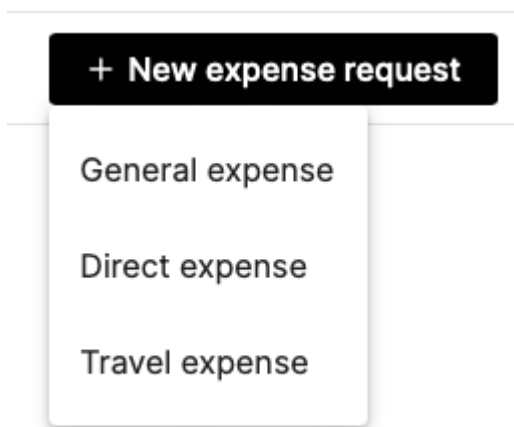 + New expense request
General expense
Direct expense
Travel expense